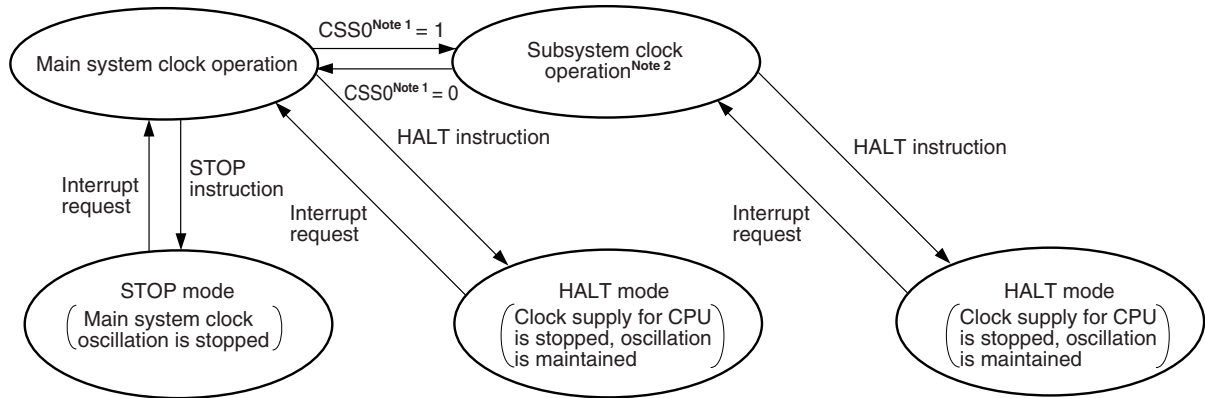 CSS0Note 1 = 1
Main system clock operation
Subsystem clock
operationNote 2
CSS0Note 1 = 0
HALT instruction
HALT instruction
STOP
instruction
Interrupt
request
Interrupt
request
Interrupt
request
STOP mode
Main system clock
oscillation is stopped
HALT mode
Clock supply for CPU
is stopped, oscillation
is maintained
HALT mode
Clock supply for CPU
is stopped, oscillation
is maintained